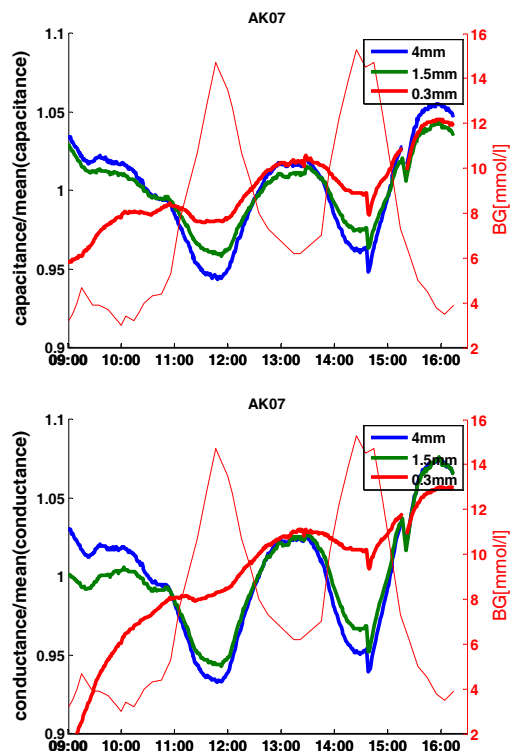 AK07
capacitance/mean(capacitance)
1.1
1.05
1
0.95
0.9
4mm
1.5mm
0.3mm
16
14
12
10
8
6
4
2
BG[mmol/l]
09:00 10:00 11:00 12:00 13:00 14:00 15:00 16:00
AK07
conductance/mean(conductance)
1.1
1.05
1
0.95
0.9
4mm
1.5mm
0.3mm
16
14
12
10
8
6
4
2
BG[mmol/l]
09:00 10:00 11:00 12:00 13:00 14:00 15:00 16:00